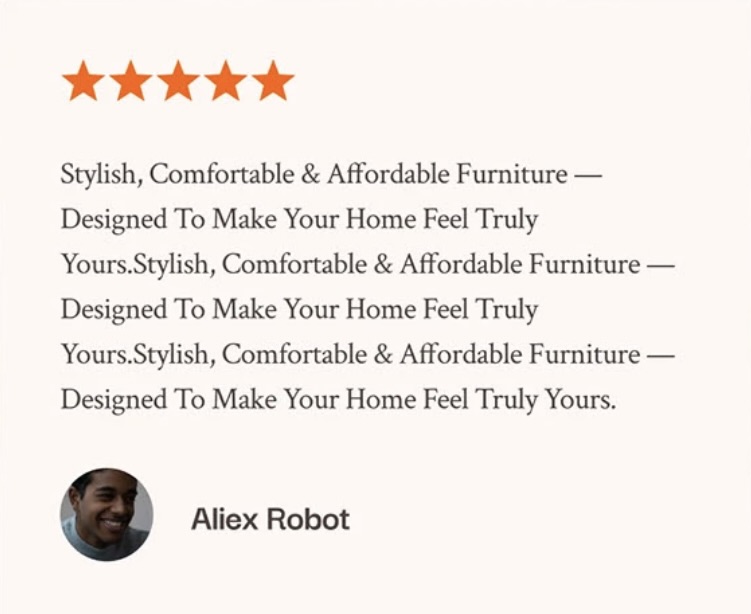 Stylish, Comfortable & Affordable Furniture —
Designed To Make Your Home Feel Truly
Yours.Stylish, Comfortable & Affordable Furniture —
Designed To Make Your Home Feel Truly
Yours.Stylish, Comfortable & Affordable Furniture —
Designed To Make Your Home Feel Truly Yours.
Aliex Robot